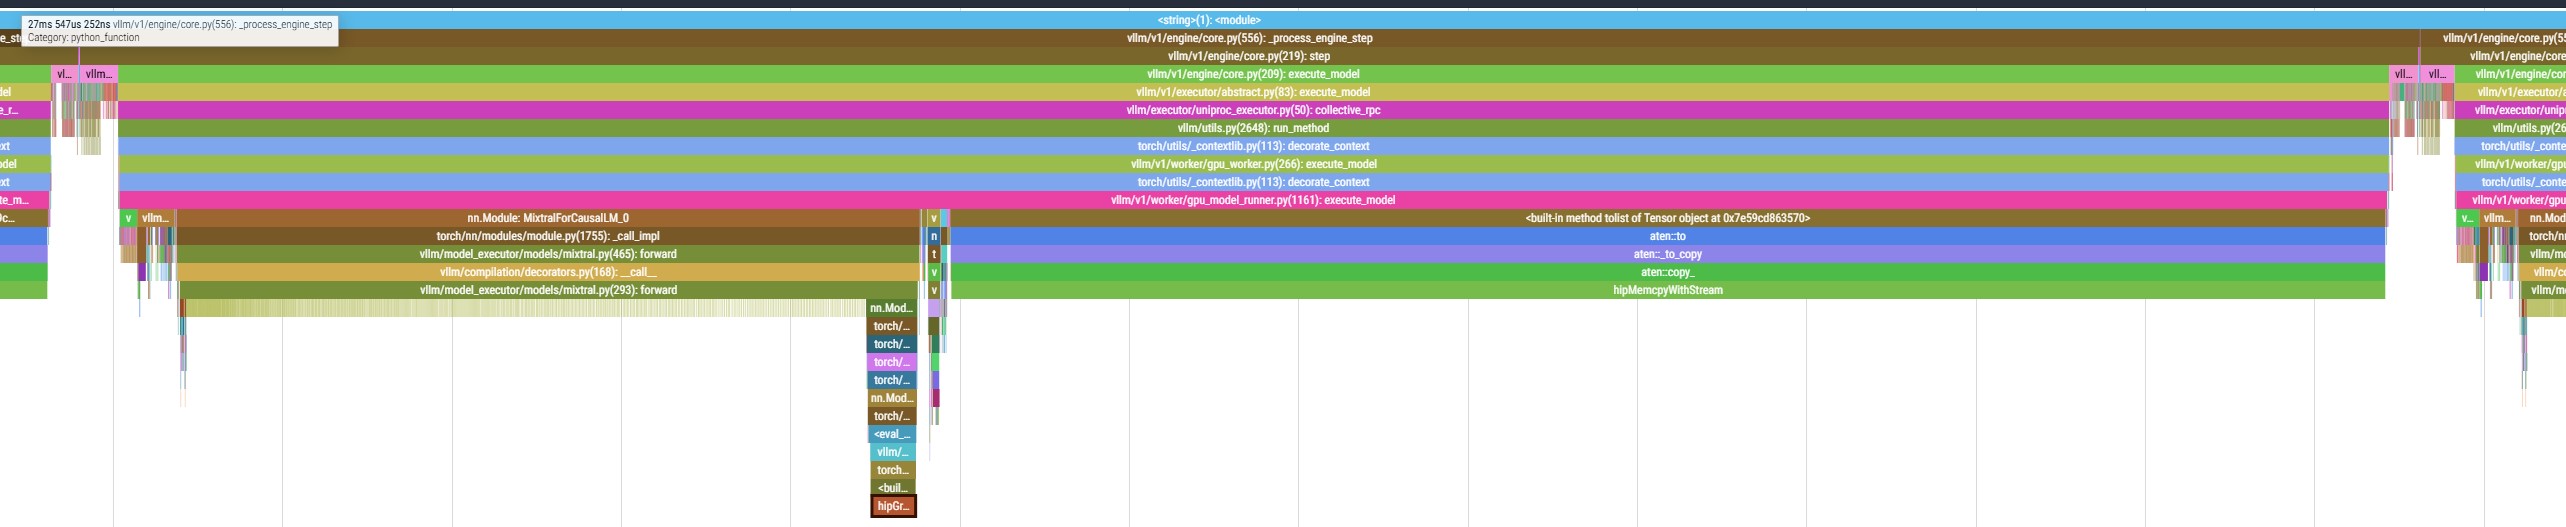 <string>(1): <module>
27ms 547us 252ns vllm/v1/engine/core.py(556): _process_engine_step
Category: python_function
e_st
vllm/v1/engine/core.py(556): _process_engine_step
vllm/v1/engine/core.py(55
vllm/v1/engine/core.py(219): step
vllm/v1/engine/core
vl...
vllm...
vllm/v1/engine/core.py(209): execute_model
vll...
vll...
vllm/v1/engine/cor
del
vllm/v1/executor/abstract.py(83): execute_model
vllm/v1/executor/a
e_r...
vllm/executor/uniproc_executor.py(50): collective_rpc
vllm/executor/unip
vllm/utils.py(2648): run_method
vllm/utils.py(26
ext
torch/utils/_contextlib.py(113): decorate_context
torch/utils/_conte
odel
vllm/v1/worker/gpu_worker.py(266): execute_model
vllm/v1/worker/gpu
ext
torch/utils/_contextlib.py(113): decorate_context
torch/utils/_conte
te_m...
vllm/v1/worker/gpu_model_runner.py(1161): execute_model
vllm/v1/worker/gpu
c...
v
vllm...
nn.Module: MixtralForCausalLM_0
v
<built-in method tolist of Tensor object at 0x7e59cd863570>
v...
vllm...
nn.Mod
torch/nn/modules/module.py(1755): _call_impl
n
aten::to
torch/nn
vllm/model_executor/models/mixtral.py(465): forward
t
aten::_to_copy
vllm/mo
vllm/compilation/decorators.py(168): __call__
v
aten::copy_
vllm/co
vllm/model_executor/models/mixtral.py(293): forward
v
hipMemcpyWithStream
vllm/mo
nn.Mod...
torch/...
torch/...
torch/...
torch/...
nn.Mod...
torch/...
<eval_...
vllm/...
torch...
<buil...
hipGr...